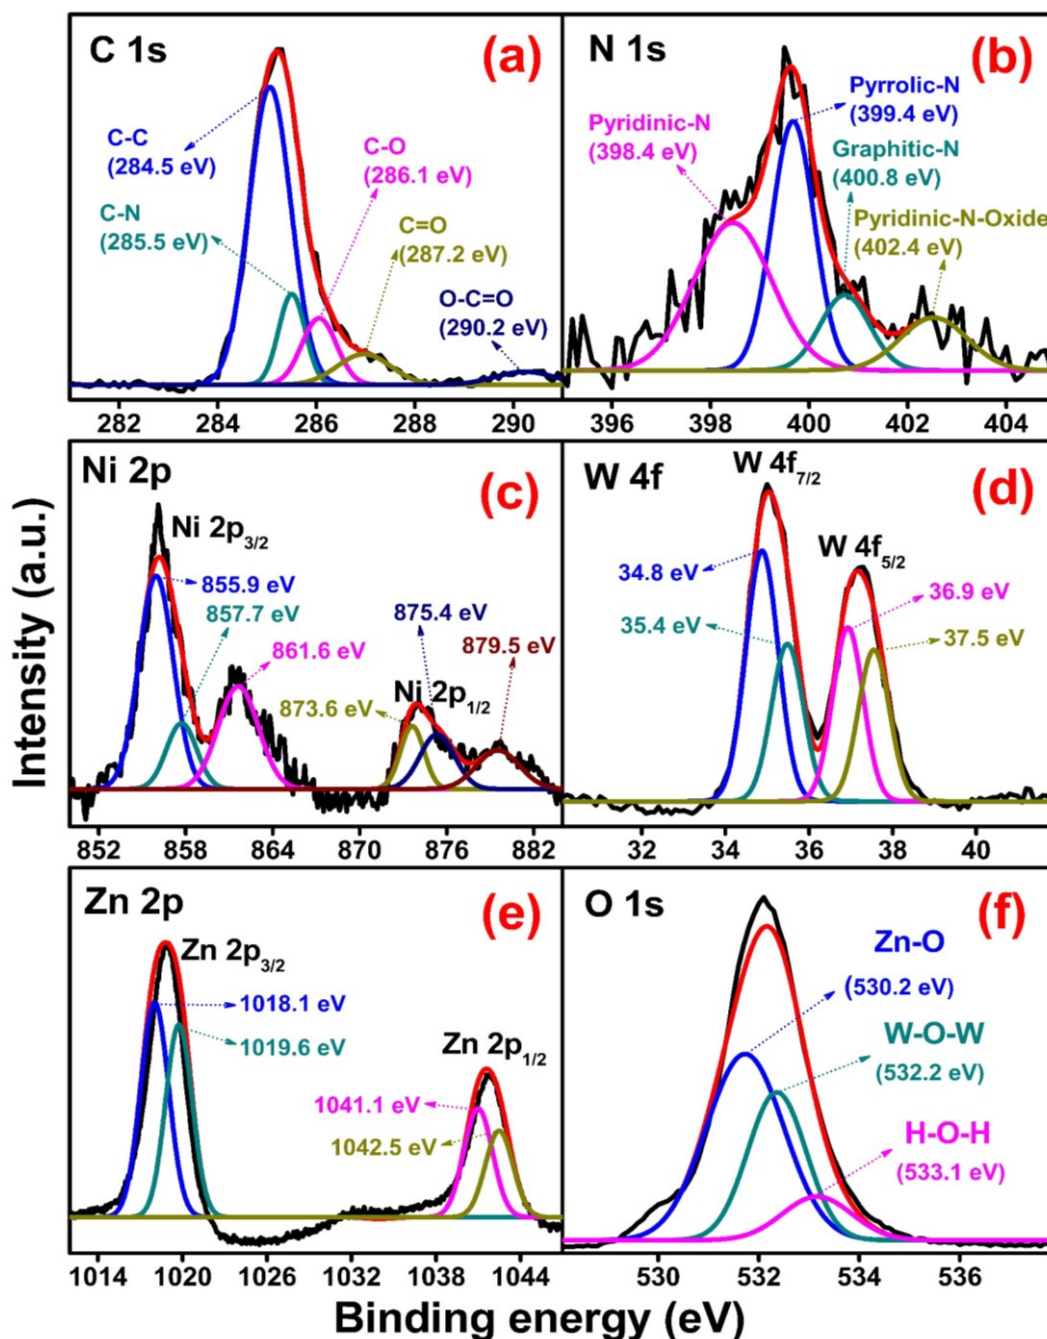 C 1s
(a)
C-C
(284.5 eV)
C-N
(285.5 eV)
C-O
(286.1 eV)
C=O
(287.2 eV)
O-C=O
(290.2 eV)
282 284 286 288 290
N 1s
(b)
Pyridinic-N
(398.4 eV)
Pyrrolic-N
(399.4 eV)
Graphitic-N
(400.8 eV)
Pyridinic-N-Oxide
(402.4 eV)
396 398 400 402 404
Ni 2p
(c)
Ni 2p3/2
855.9 eV
857.7 eV
861.6 eV
875.4 eV
879.5 eV
Ni 2p1/2
873.6 eV
852 858 864 870 876 882
W 4f
(d)
W 4f7/2
W 4f5/2
34.8 eV
35.4 eV
36.9 eV
37.5 eV
32 34 36 38 40
Zn 2p
(e)
Zn 2p3/2
1018.1 eV
1019.6 eV
Zn 2p1/2
1041.1 eV
1042.5 eV
1014 1020 1032 1038 1044
O 1s
(f)
Zn-O
(530.2 eV)
W-O-W
(532.2 eV)
H-O-H
(533.1 eV)
530 532 534 536
Intensity (a.u.)
Binding energy (eV)